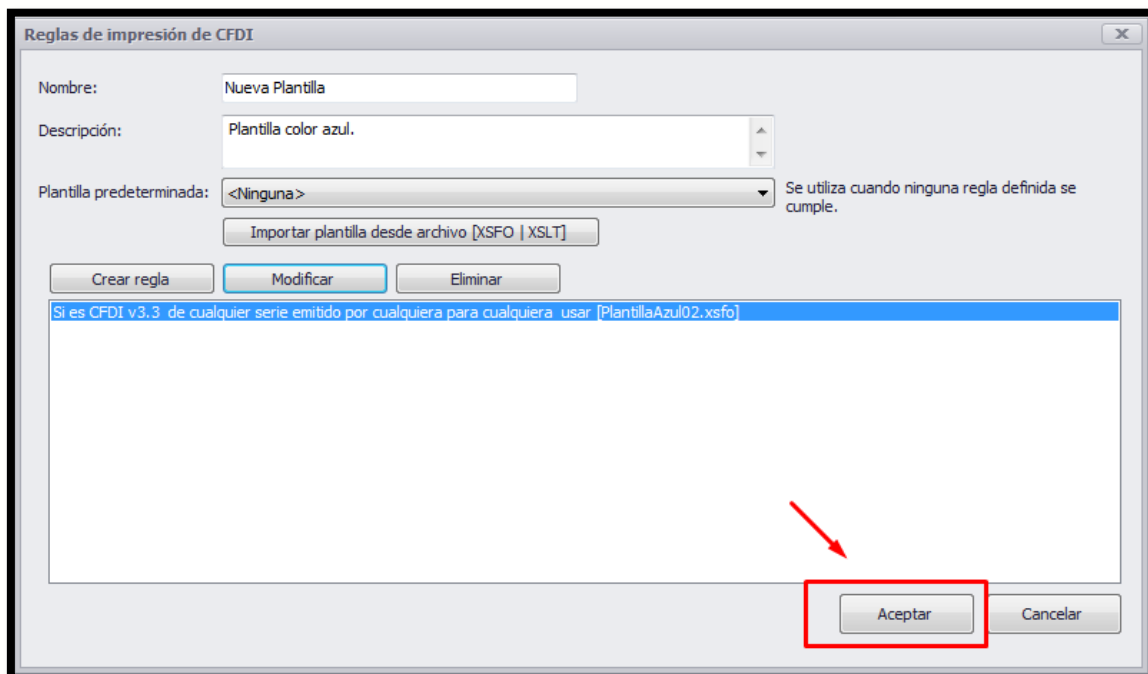 Reglas de impresión de CFDI
Nombre:
Nueva Plantilla
Descripción:
Plantilla color azul.
Plantilla predeterminada:
<Ninguna>
Se utiliza cuando ninguna regla definida se
cumple.
Importar plantilla desde archivo [XSFO | XSLT]
Crear regla
Modificar
Eliminar
Si es CFDI v3.3  de cualquier serie emitido por cualquiera para cualquiera  usar [PlantillaAzul02.xsfo]
Aceptar
Cancelar